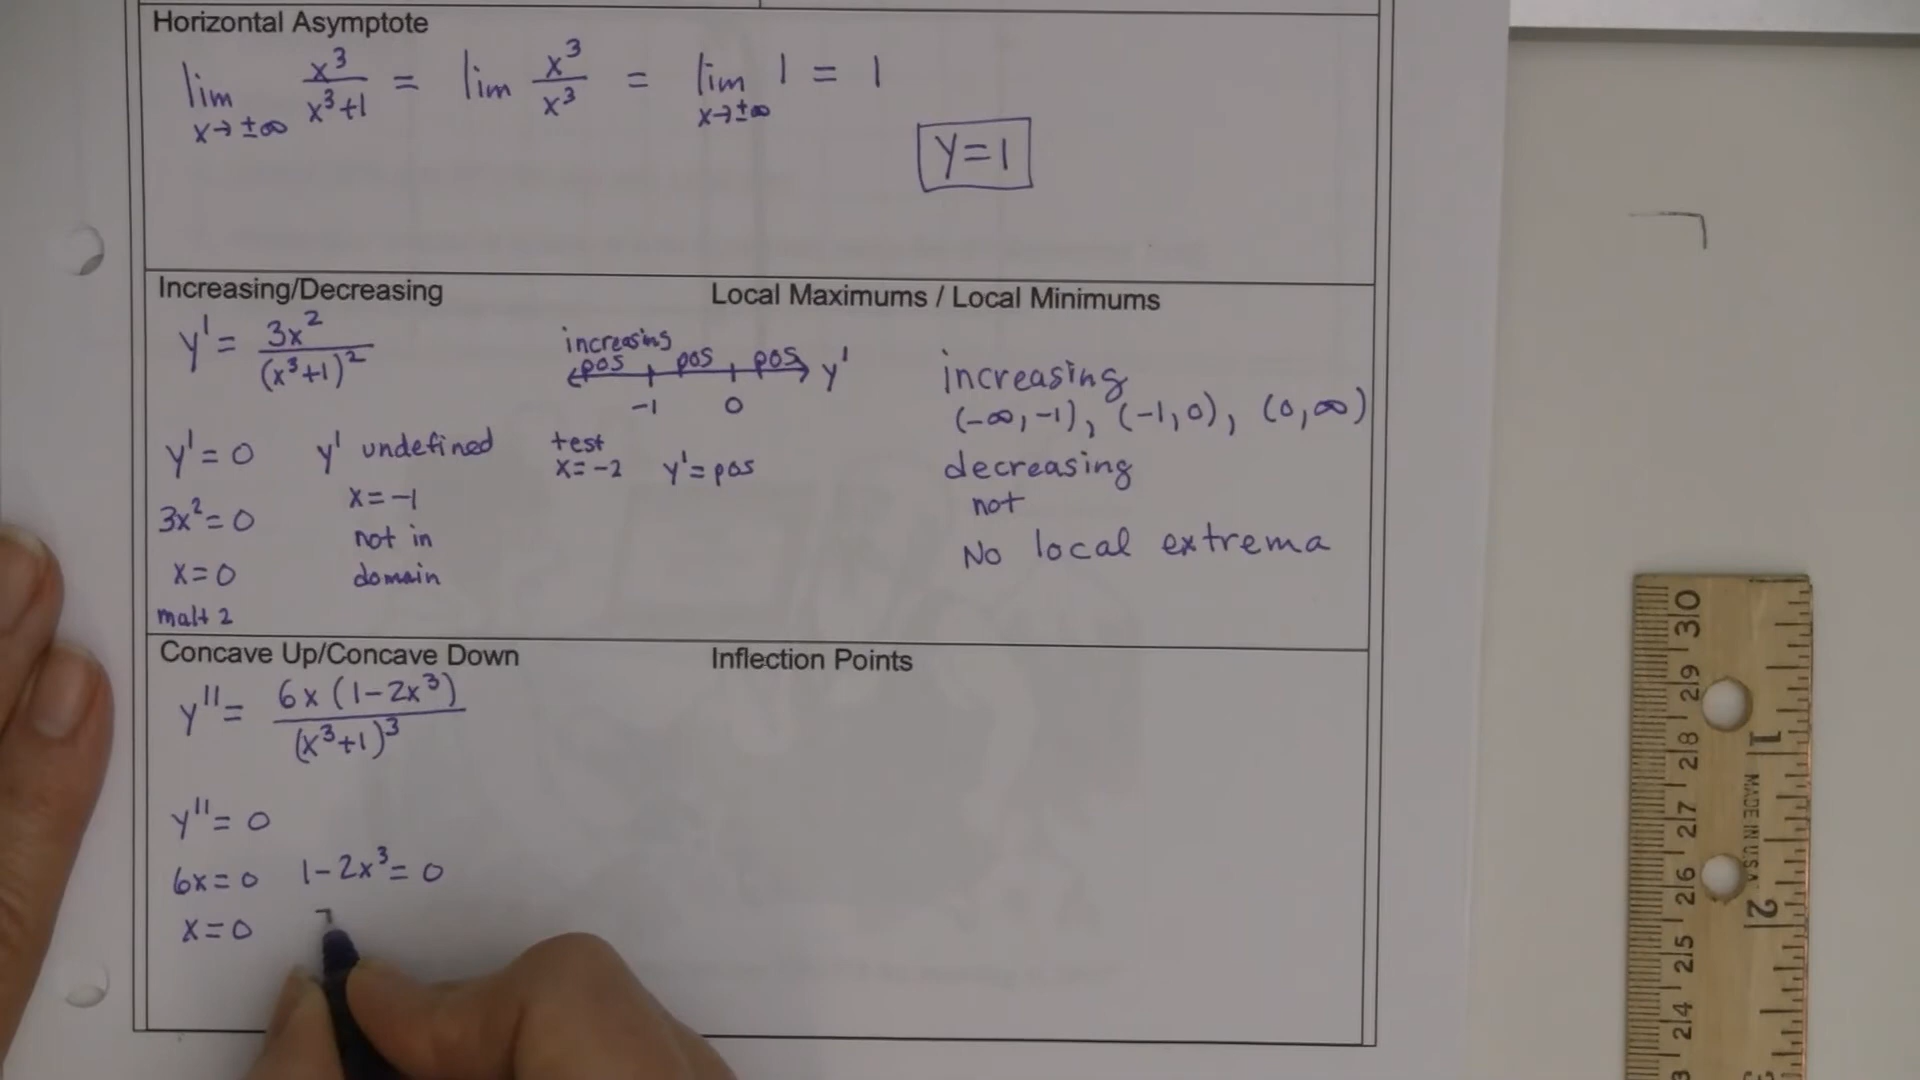 Horizontal Asymptote
lim x→±∞ x³/(x³+1) = lim x³/x³ = lim x→±∞ 1 = 1
y=1
Increasing/Decreasing
y' = 3x²/(x³+1)²
y' = 0
3x² = 0
x = 0
mult 2
y' undefined
x = -1
not in
domain
increasing
pos pos pos y'
-1 0
test
x = -2 y' = pos
Local Maximums / Local Minimums
increasing
(-∞,-1), (-1,0), (0,∞)
decreasing
not
No local extrema
Concave Up/Concave Down
y'' = 6x(1-2x³)/(x³+1)³
y'' = 0
6x = 0 1-2x³ = 0
x = 0
Inflection Points
30
29
28
27
26
25
24
1
2
MADE IN U.S.A.